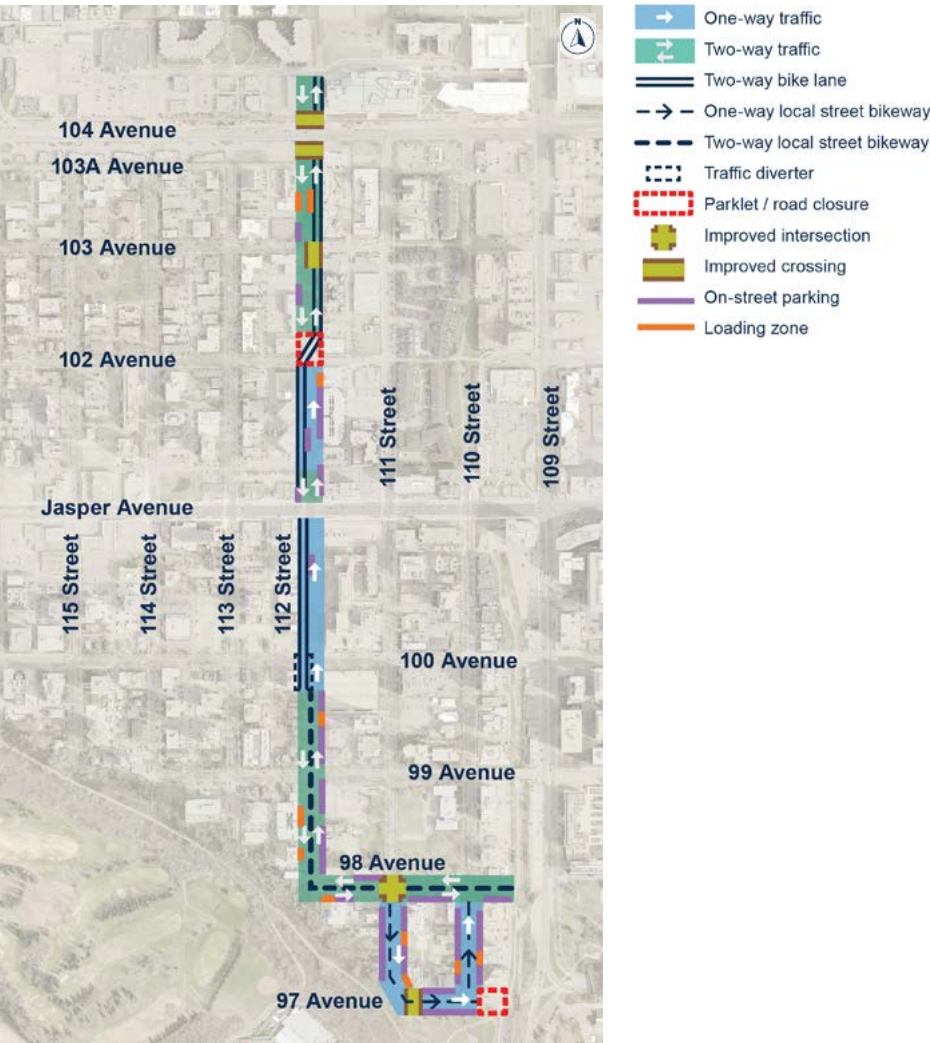 N
One-way traffic
Two-way traffic
Two-way bike lane
One-way local street bikeway
Two-way local street bikeway
Traffic diverter
Parklet / road closure
Improved intersection
Improved crossing
On-street parking
Loading zone
104 Avenue
103A Avenue
103 Avenue
102 Avenue
111 Street
110 Street
109 Street
Jasper Avenue
115 Street
114 Street
113 Street
112 Street
100 Avenue
99 Avenue
98 Avenue
97 Avenue